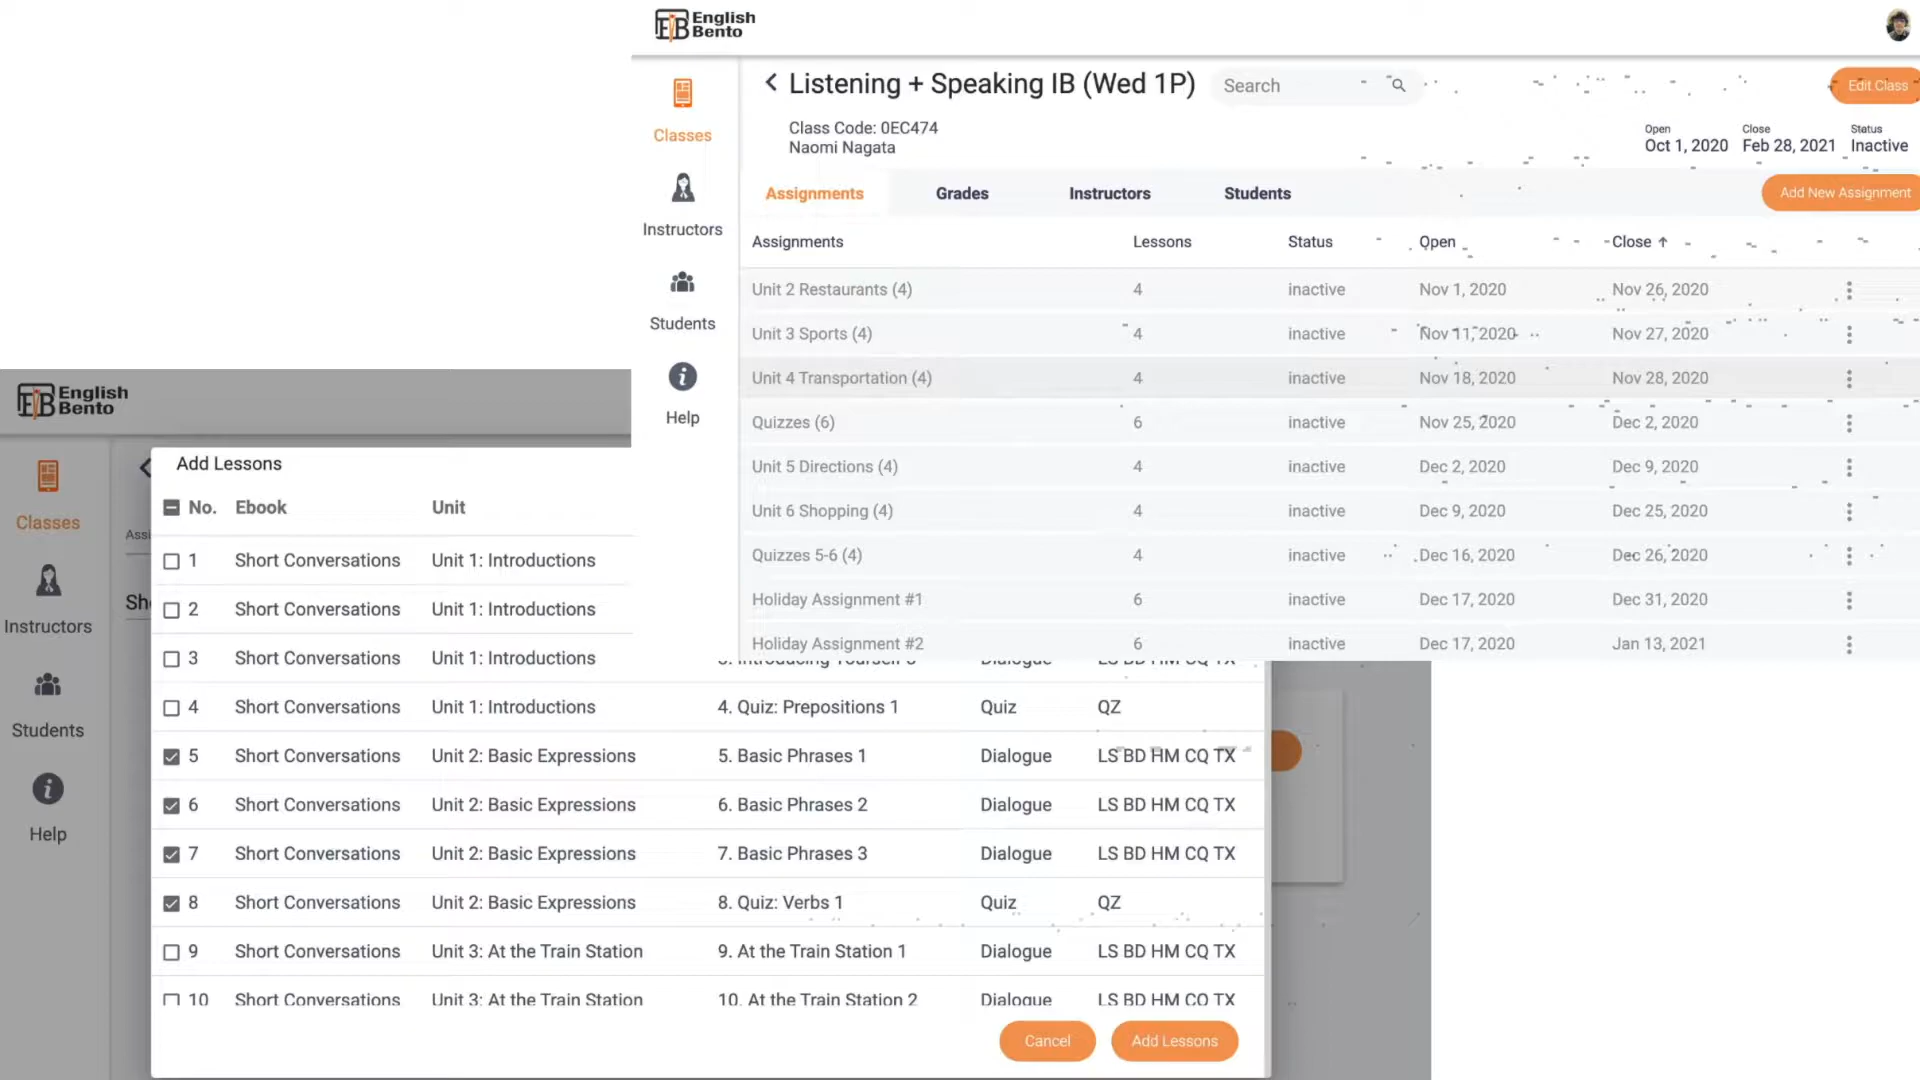 English
Bento
Listening + Speaking IB (Wed 1P)
Search
Edit Class
Class Code: 0EC474
Naomi Nagata
Open
Oct 1, 2020
Close
Feb 28, 2021
Status
Inactive
Classes
Instructors
Students
Help
Assignments Grades Instructors Students
Add New Assignment
Assignments Lessons Status Open Close
Unit 2 Restaurants (4) 4 inactive Nov 1, 2020 Nov 26, 2020
Unit 3 Sports (4) 4 inactive Nov 11, 2020 Nov 27, 2020
Unit 4 Transportation (4) 4 inactive Nov 18, 2020 Nov 28, 2020
Quizzes (6) 6 inactive Nov 25, 2020 Dec 2, 2020
Unit 5 Directions (4) 4 inactive Dec 2, 2020 Dec 9, 2020
Unit 6 Shopping (4) 4 inactive Dec 9, 2020 Dec 25, 2020
Quizzes 5-6 (4) 4 inactive Dec 16, 2020 Dec 26, 2020
Holiday Assignment #1 6 inactive Dec 17, 2020 Dec 31, 2020
Holiday Assignment #2 6 inactive Dec 17, 2020 Jan 13, 2021
English
Bento
Classes
Instructors
Students
Help
Add Lessons
No. Ebook Unit
1 Short Conversations Unit 1: Introductions
2 Short Conversations Unit 1: Introductions
3 Short Conversations Unit 1: Introductions 3. Introducing Yourself 3 Dialogue LS BD HM CQ TX
4 Short Conversations Unit 1: Introductions 4. Quiz: Prepositions 1 Quiz QZ
5 Short Conversations Unit 2: Basic Expressions 5. Basic Phrases 1 Dialogue LS BD HM CQ TX
6 Short Conversations Unit 2: Basic Expressions 6. Basic Phrases 2 Dialogue LS BD HM CQ TX
7 Short Conversations Unit 2: Basic Expressions 7. Basic Phrases 3 Dialogue LS BD HM CQ TX
8 Short Conversations Unit 2: Basic Expressions 8. Quiz: Verbs 1 Quiz QZ
9 Short Conversations Unit 3: At the Train Station 9. At the Train Station 1 Dialogue LS BD HM CQ TX
10 Short Conversations Unit 3: At the Train Station 10. At the Train Station 2 Dialogue LS BD HM CQ TX
Cancel
Add Lessons